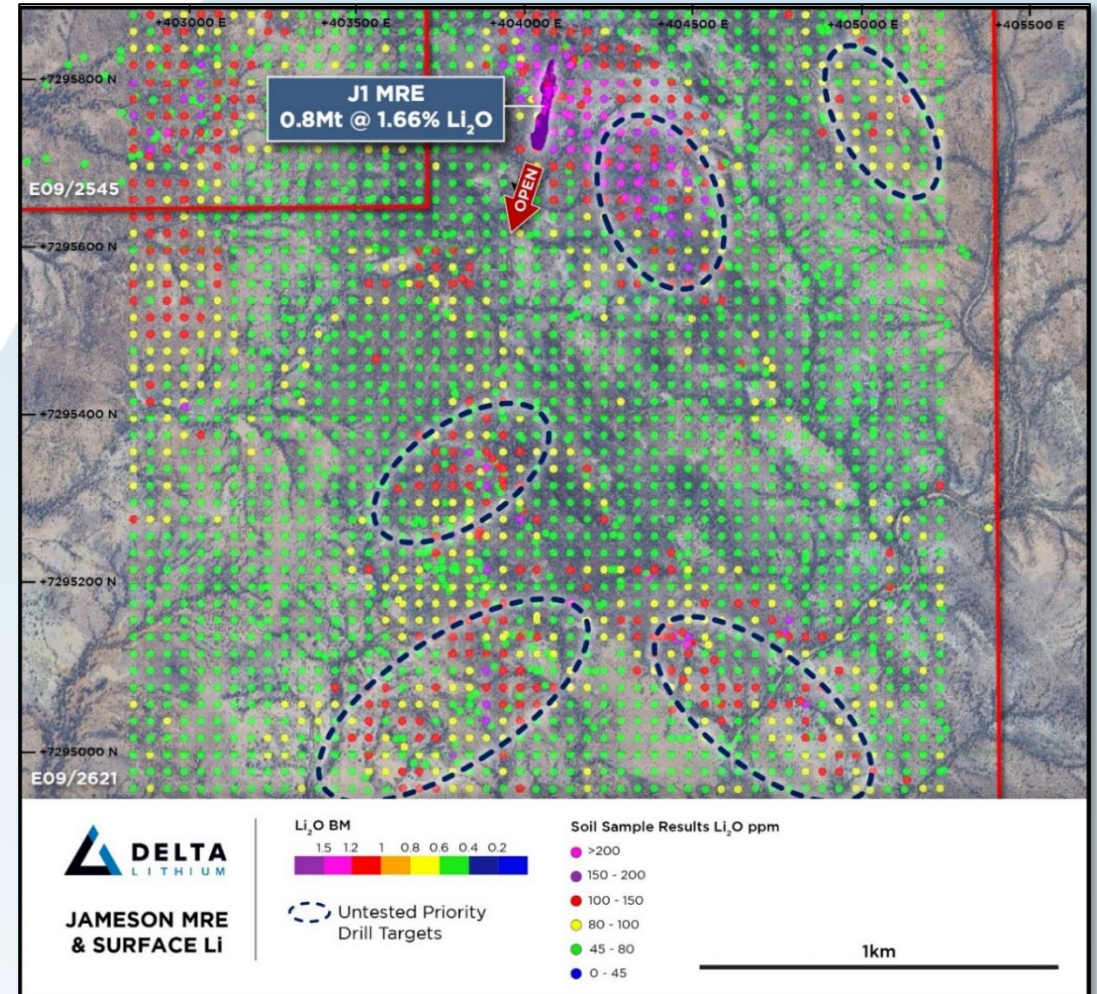 +403000 E
+403500 E
+404000 E
+404500 E
+405000 E
+405500 E
+7295800 N
J1 MRE
0.8Mt @ 1.66% Li₂O
E09/2545
OPEN
+7295600 N
+7295400 N
+7295200 N
+7295000 N
E09/2621
DELTA
LITHIUM
JAMESON MRE
& SURFACE Li
Li₂O BM
1.5 1.2 1 0.8 0.6 0.4 0.2
Untested Priority
Drill Targets
Soil Sample Results Li₂O ppm
>200
150 - 200
100 - 150
80 - 100
45 - 80
0 - 45
1km